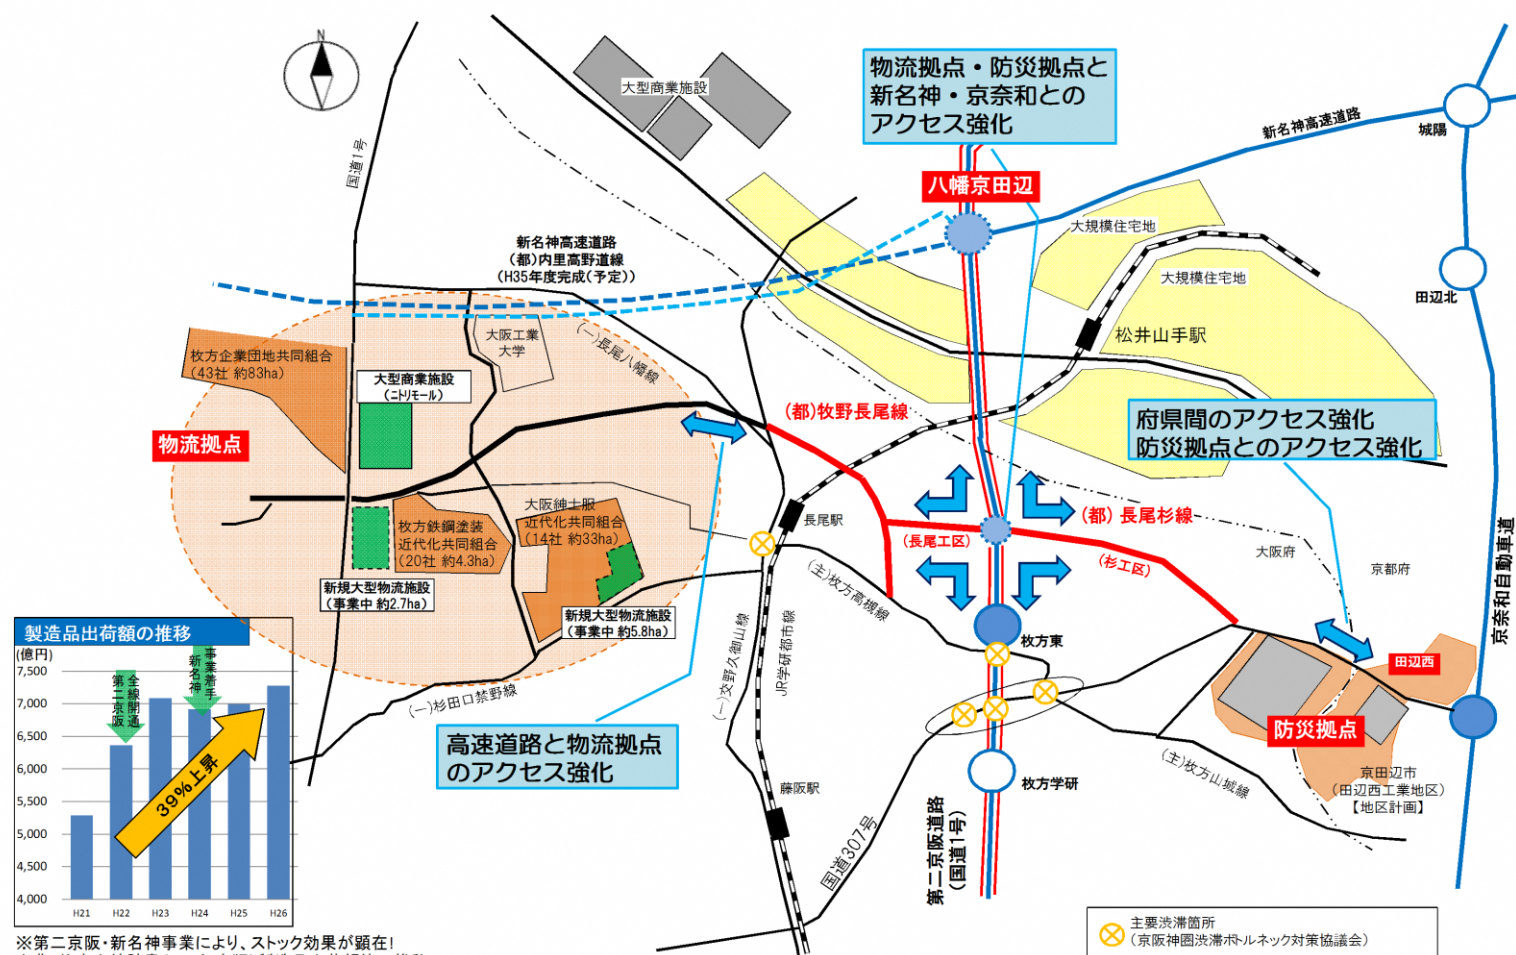 N
大型商業施設
物流拠点・防災拠点と
新名神・京奈和との
アクセス強化
新名神高速道路
城陽
国道1号
八幡京田辺
大規模住宅地
新名神高速道路
(都)内里高野道線
(H35年度完成(予定))
大規模住宅地
田辺北
松井山手駅
大阪工業
大学
(一)長尾八幡線
枚方企業団地共同組合
(43社 約83ha)
大型商業施設
(ニトリモール)
(都)牧野長尾線
府県間のアクセス強化
防災拠点とのアクセス強化
物流拠点
大阪紳士服
近代化共同組合
(14社 約33ha)
長尾駅
(都) 長尾杉線
枚方鉄鋼塗装
近代化共同組合
(20社 約4.3ha)
(長尾工区)
(杉工区)
大阪府
京都府
京奈和自動車道
(主)枚方高槻線
新規大型物流施設
(事業中 約2.7ha)
新規大型物流施設
(事業中 約5.8ha)
(一)交野久御山線
JR学研都市線
枚方東
田辺西
(一)杉田口禁野線
防災拠点
高速道路と物流拠点
のアクセス強化
藤阪駅
枚方学研
(主)枚方山城線
京田辺市
(田辺西工業地区)
【地区計画】
国道307号
第二京阪道路
(国道1号)
製造品出荷額の推移
(億円)
7,500
7,000
6,500
6,000
5,500
5,000
4,500
4,000
第二京阪
全線開通
新名神
事業着手
39%上昇
H21
H22
H23
H24
H25
H26
※第二京阪・新名神事業により、ストック効果が顕在!
主要渋滞箇所
(京阪神圏渋滞ボトルネック対策協議会)